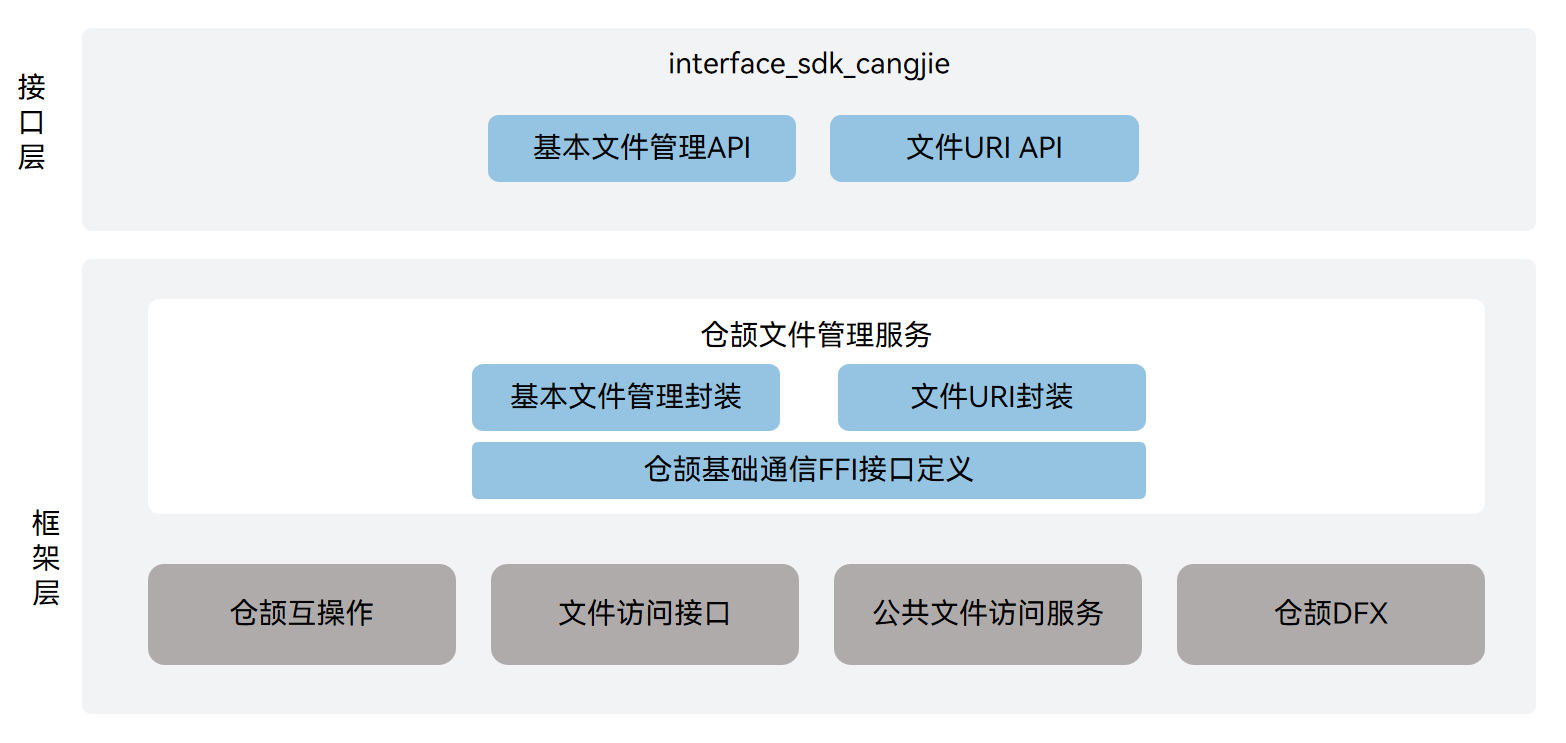 接口层
interface_sdk_cangjie
基本文件管理API
文件URI API
框架层
仓颉文件管理服务
基本文件管理封装
文件URI封装
仓颉基础通信FFI接口定义
仓颉互操作
文件访问接口
公共文件访问服务
仓颉DFX